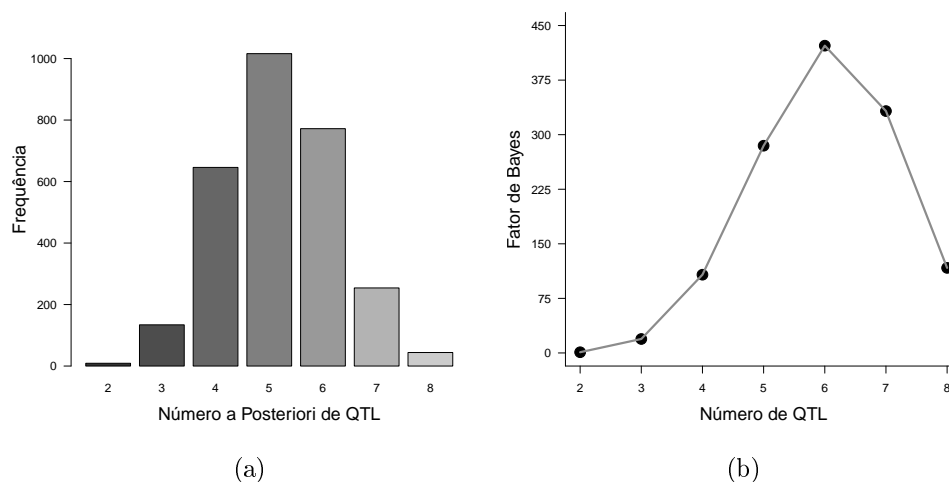 1000
800
600
400
200
0
Frequência
2 3 4 5 6 7 8
Número a Posteriori de QTL
(a)
450
375
300
225
150
75
0
Fator de Bayes
2 3 4 5 6 7 8
Número de QTL
(b)